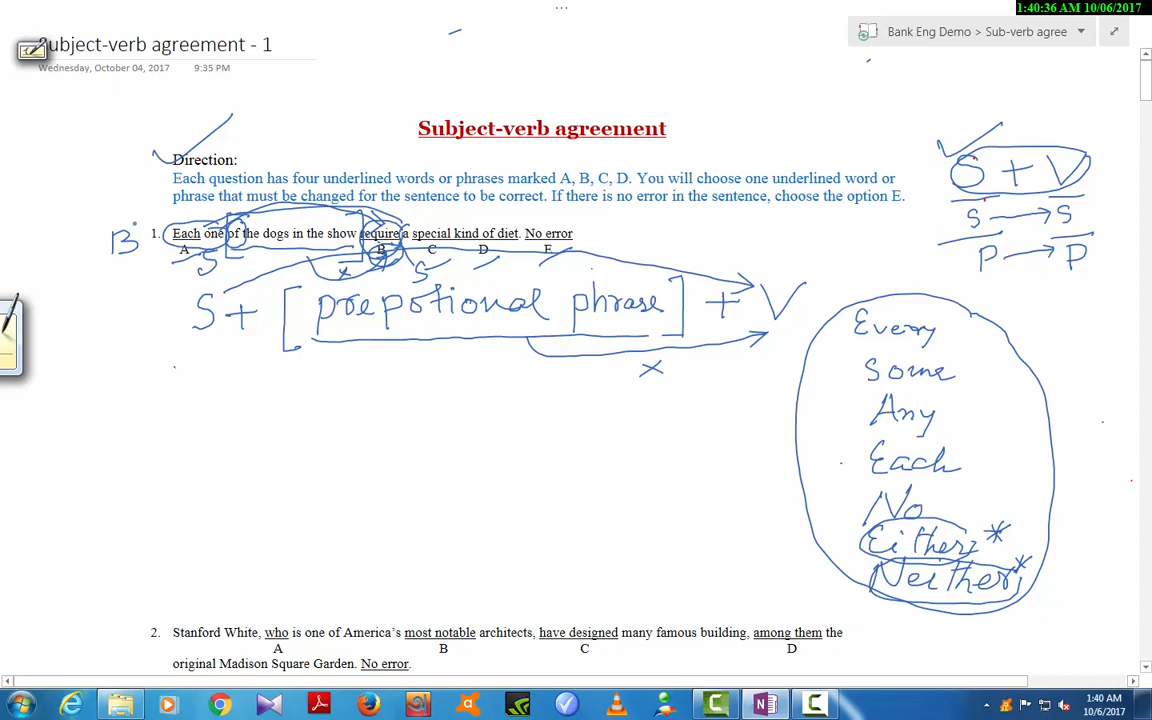 1:40:36 AM 10/06/2017
Subject-verb agreement - 1
Bank Eng Demo > Sub-verb agree
Wednesday, October 04, 2017 9:35 PM
Subject-verb agreement
Direction:
Each question has four underlined words or phrases marked A, B, C, D. You will choose one underlined word or
phrase that must be changed for the sentence to be correct. If there is no error in the sentence, choose the option E.
S + V
S → S
P → P
B
1. Each one of the dogs in the show require a special kind of diet. No error
A B C D E
S x S
S + [prepotional phrase] + V
x
Every
Some
Any
Each
No
Either *
Neither *
2. Stanford White, who is one of America's most notable architects, have designed many famous building, among them the
A B C D
original Madison Square Garden. No error.
1:40 AM
10/6/2017